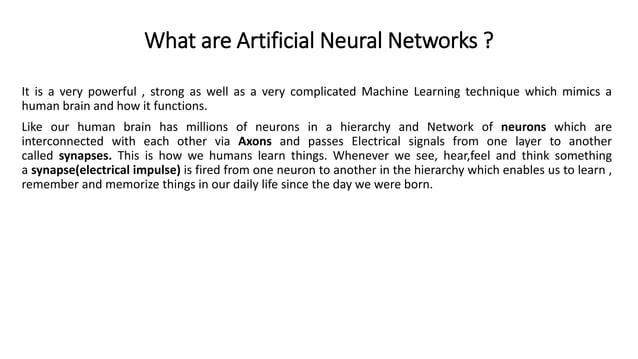 What are Artificial Neural Networks ?
It is a very powerful , strong as well as a very complicated Machine Learning technique which mimics a
human brain and how it functions.
Like our human brain has millions of neurons in a hierarchy and Network of neurons which are
interconnected with each other via Axons and passes Electrical signals from one layer to another
called synapses. This is how we humans learn things. Whenever we see, hear,feel and think something
a synapse(electrical impulse) is fired from one neuron to another in the hierarchy which enables us to learn ,
remember and memorize things in our daily life since the day we were born.